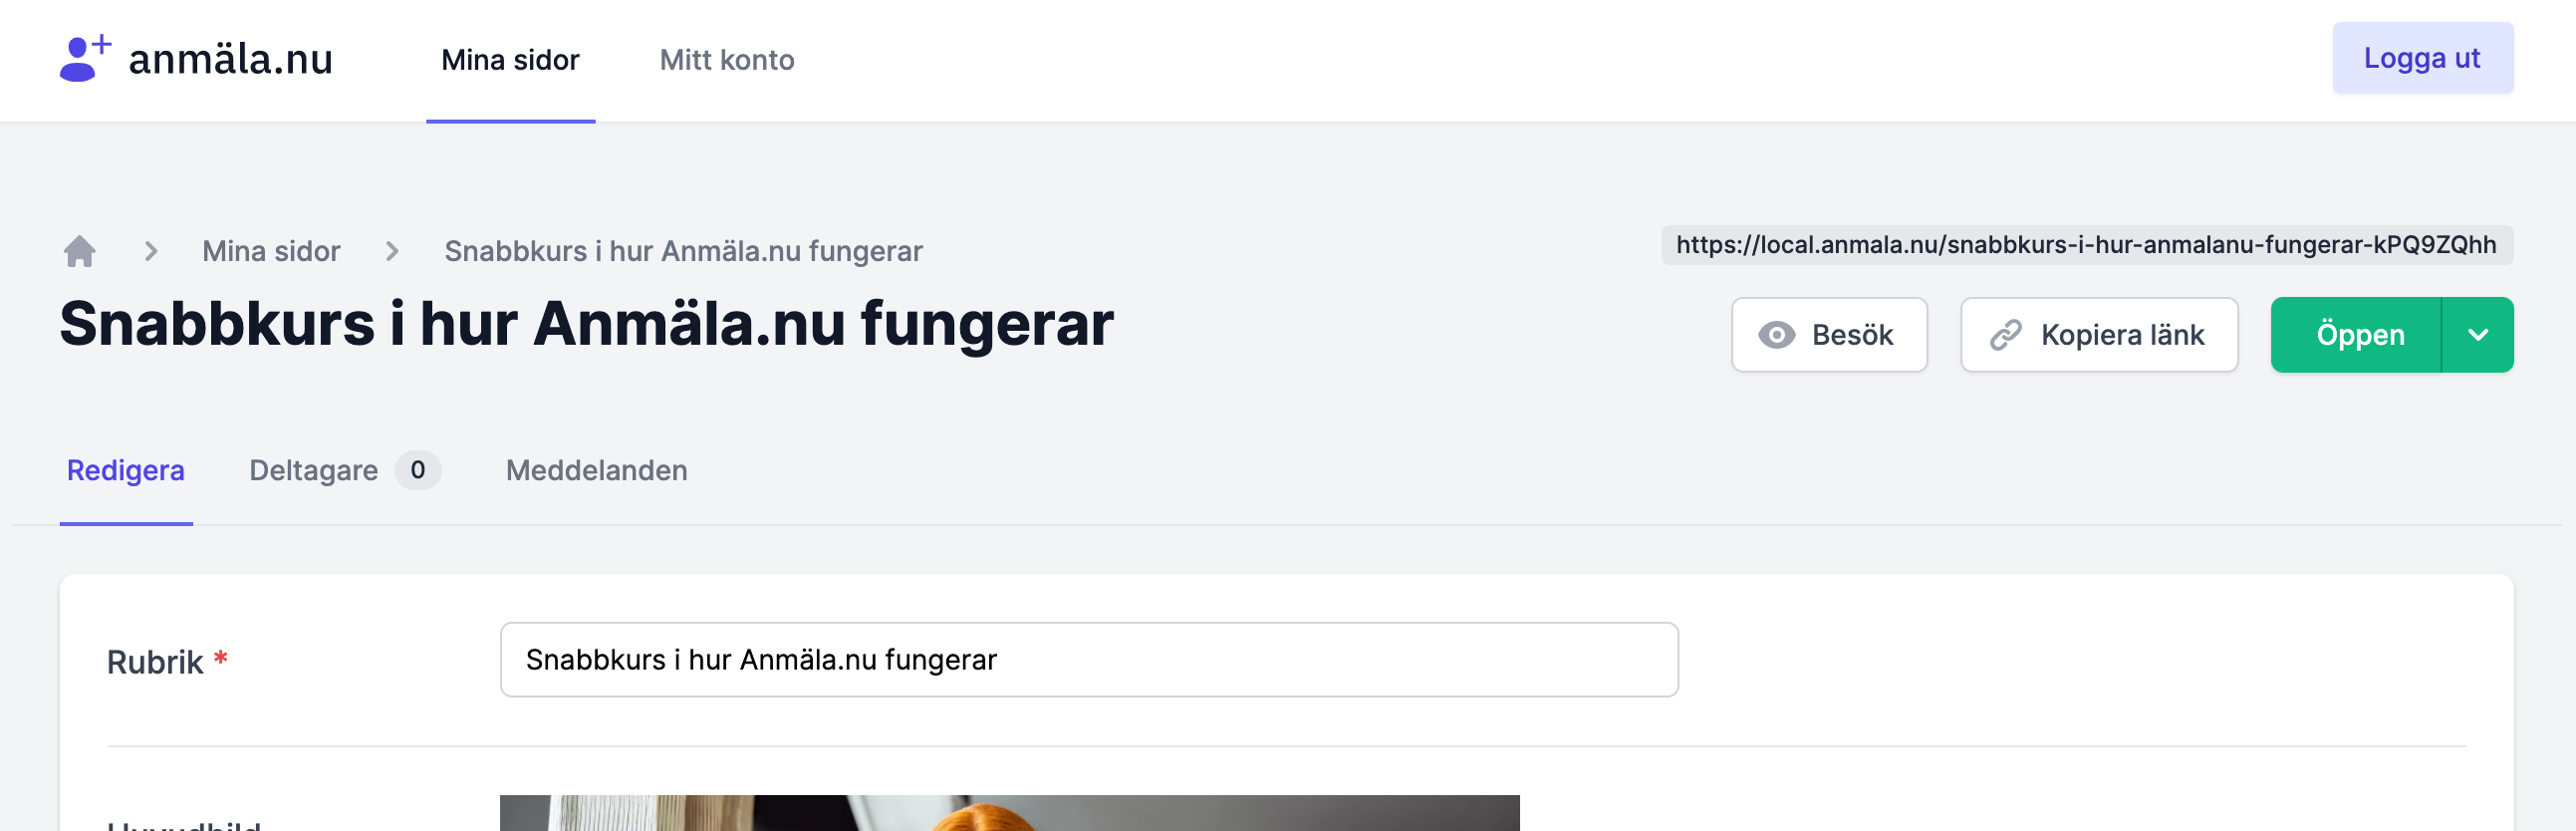 anmäla.nu
Mina sidor
Mitt konto
Logga ut
Mina sidor
Snabbkurs i hur Anmäla.nu fungerar
https://local.anmala.nu/snabbkurs-i-hur-anmalanu-fungerar-kPQ9ZQhh
Snabbkurs i hur Anmäla.nu fungerar
Besök
Kopiera länk
Öppen
Redigera
Deltagare 0
Meddelanden
Rubrik *
Snabbkurs i hur Anmäla.nu fungerar
Huvudbild